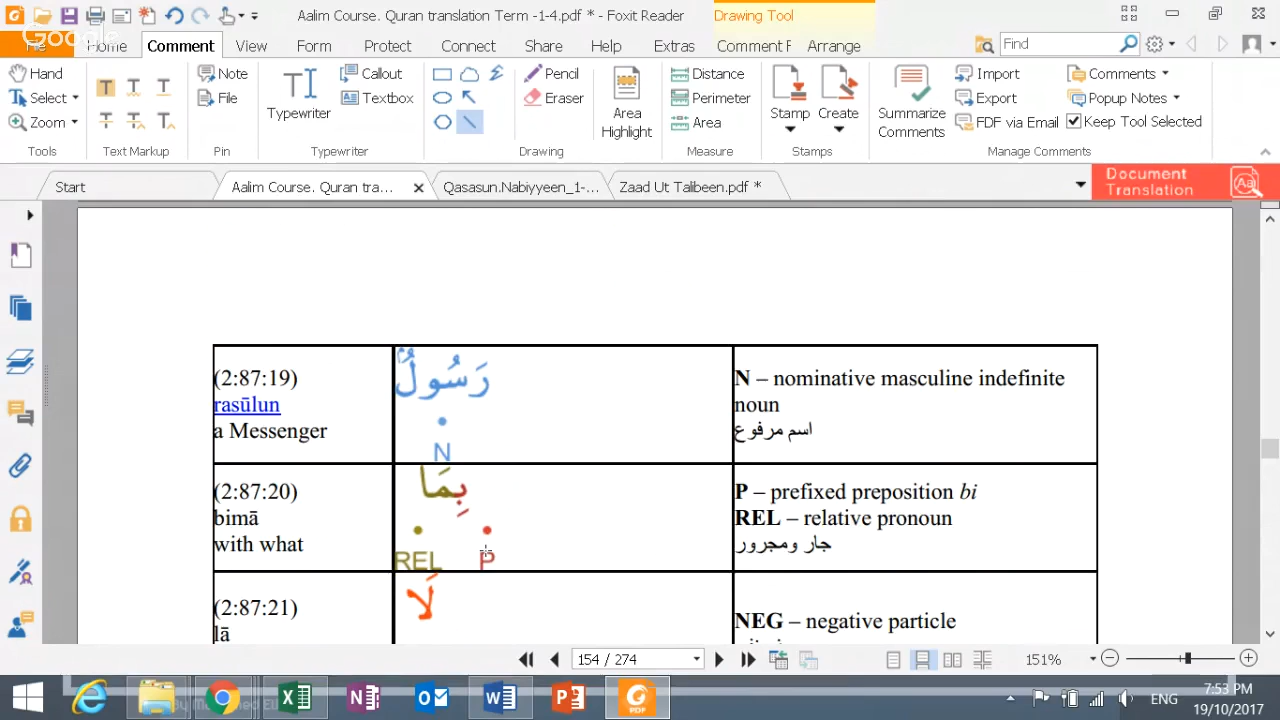 Aalim Course. Quran translation Term -1-4.pdf * - Foxit Reader
Drawing Tool
Google
File Home Comment View Form Protect Connect Share Help Extras Comment F Arrange
Find
Hand
Select
Zoom
Tools
Text Markup
Note
File
Pin
Typewriter
Callout
Textbox
Typewriter
Pencil
Eraser
Area
Highlight
Drawing
Distance
Perimeter
Area
Measure
Stamp
Create
Stamps
Summarize
Comments
Import
Export
FDF via Email
Comments
Popup Notes
Keep Tool Selected
Manage Comments
Start
Aalim Course. Quran tra...
Qasasun.Nabiyyeen_1-...
Zaad Ut Talibeen.pdf *
Document
Translation
(2:87:19)
rasūlun
a Messenger
رَسُولٌ
N
N – nominative masculine indefinite
noun
اسم مرفوع
(2:87:20)
bimā
with what
بِمَا
REL P
P – prefixed preposition bi
REL – relative pronoun
جار ومجرور
(2:87:21)
lā
لَا
NEG – negative particle
154 / 274
151%
ENG
7:53 PM
19/10/2017